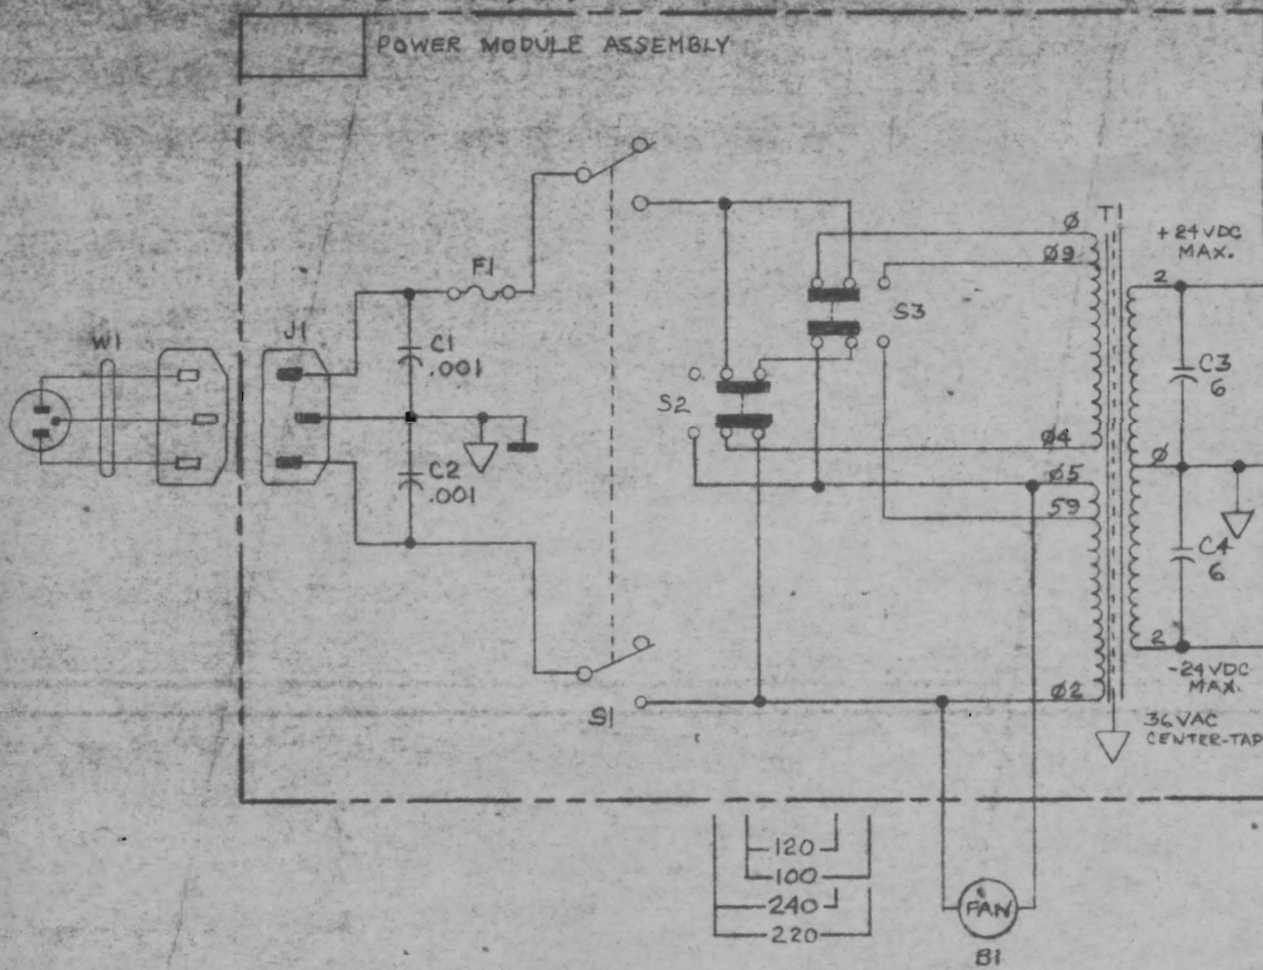 POWER MODULE ASSEMBLY
F1
T1
Ø
Ø9
+24VDC
MAX.
2
W1
J1
C1
.001
S3
C3
6
S2
Ø4
Ø
C2
.001
Ø5
59
C4
6
2
-24VDC
MAX.
Ø2
S1
36VAC
CENTER-TAP
120
100
240
220
FAN
B1